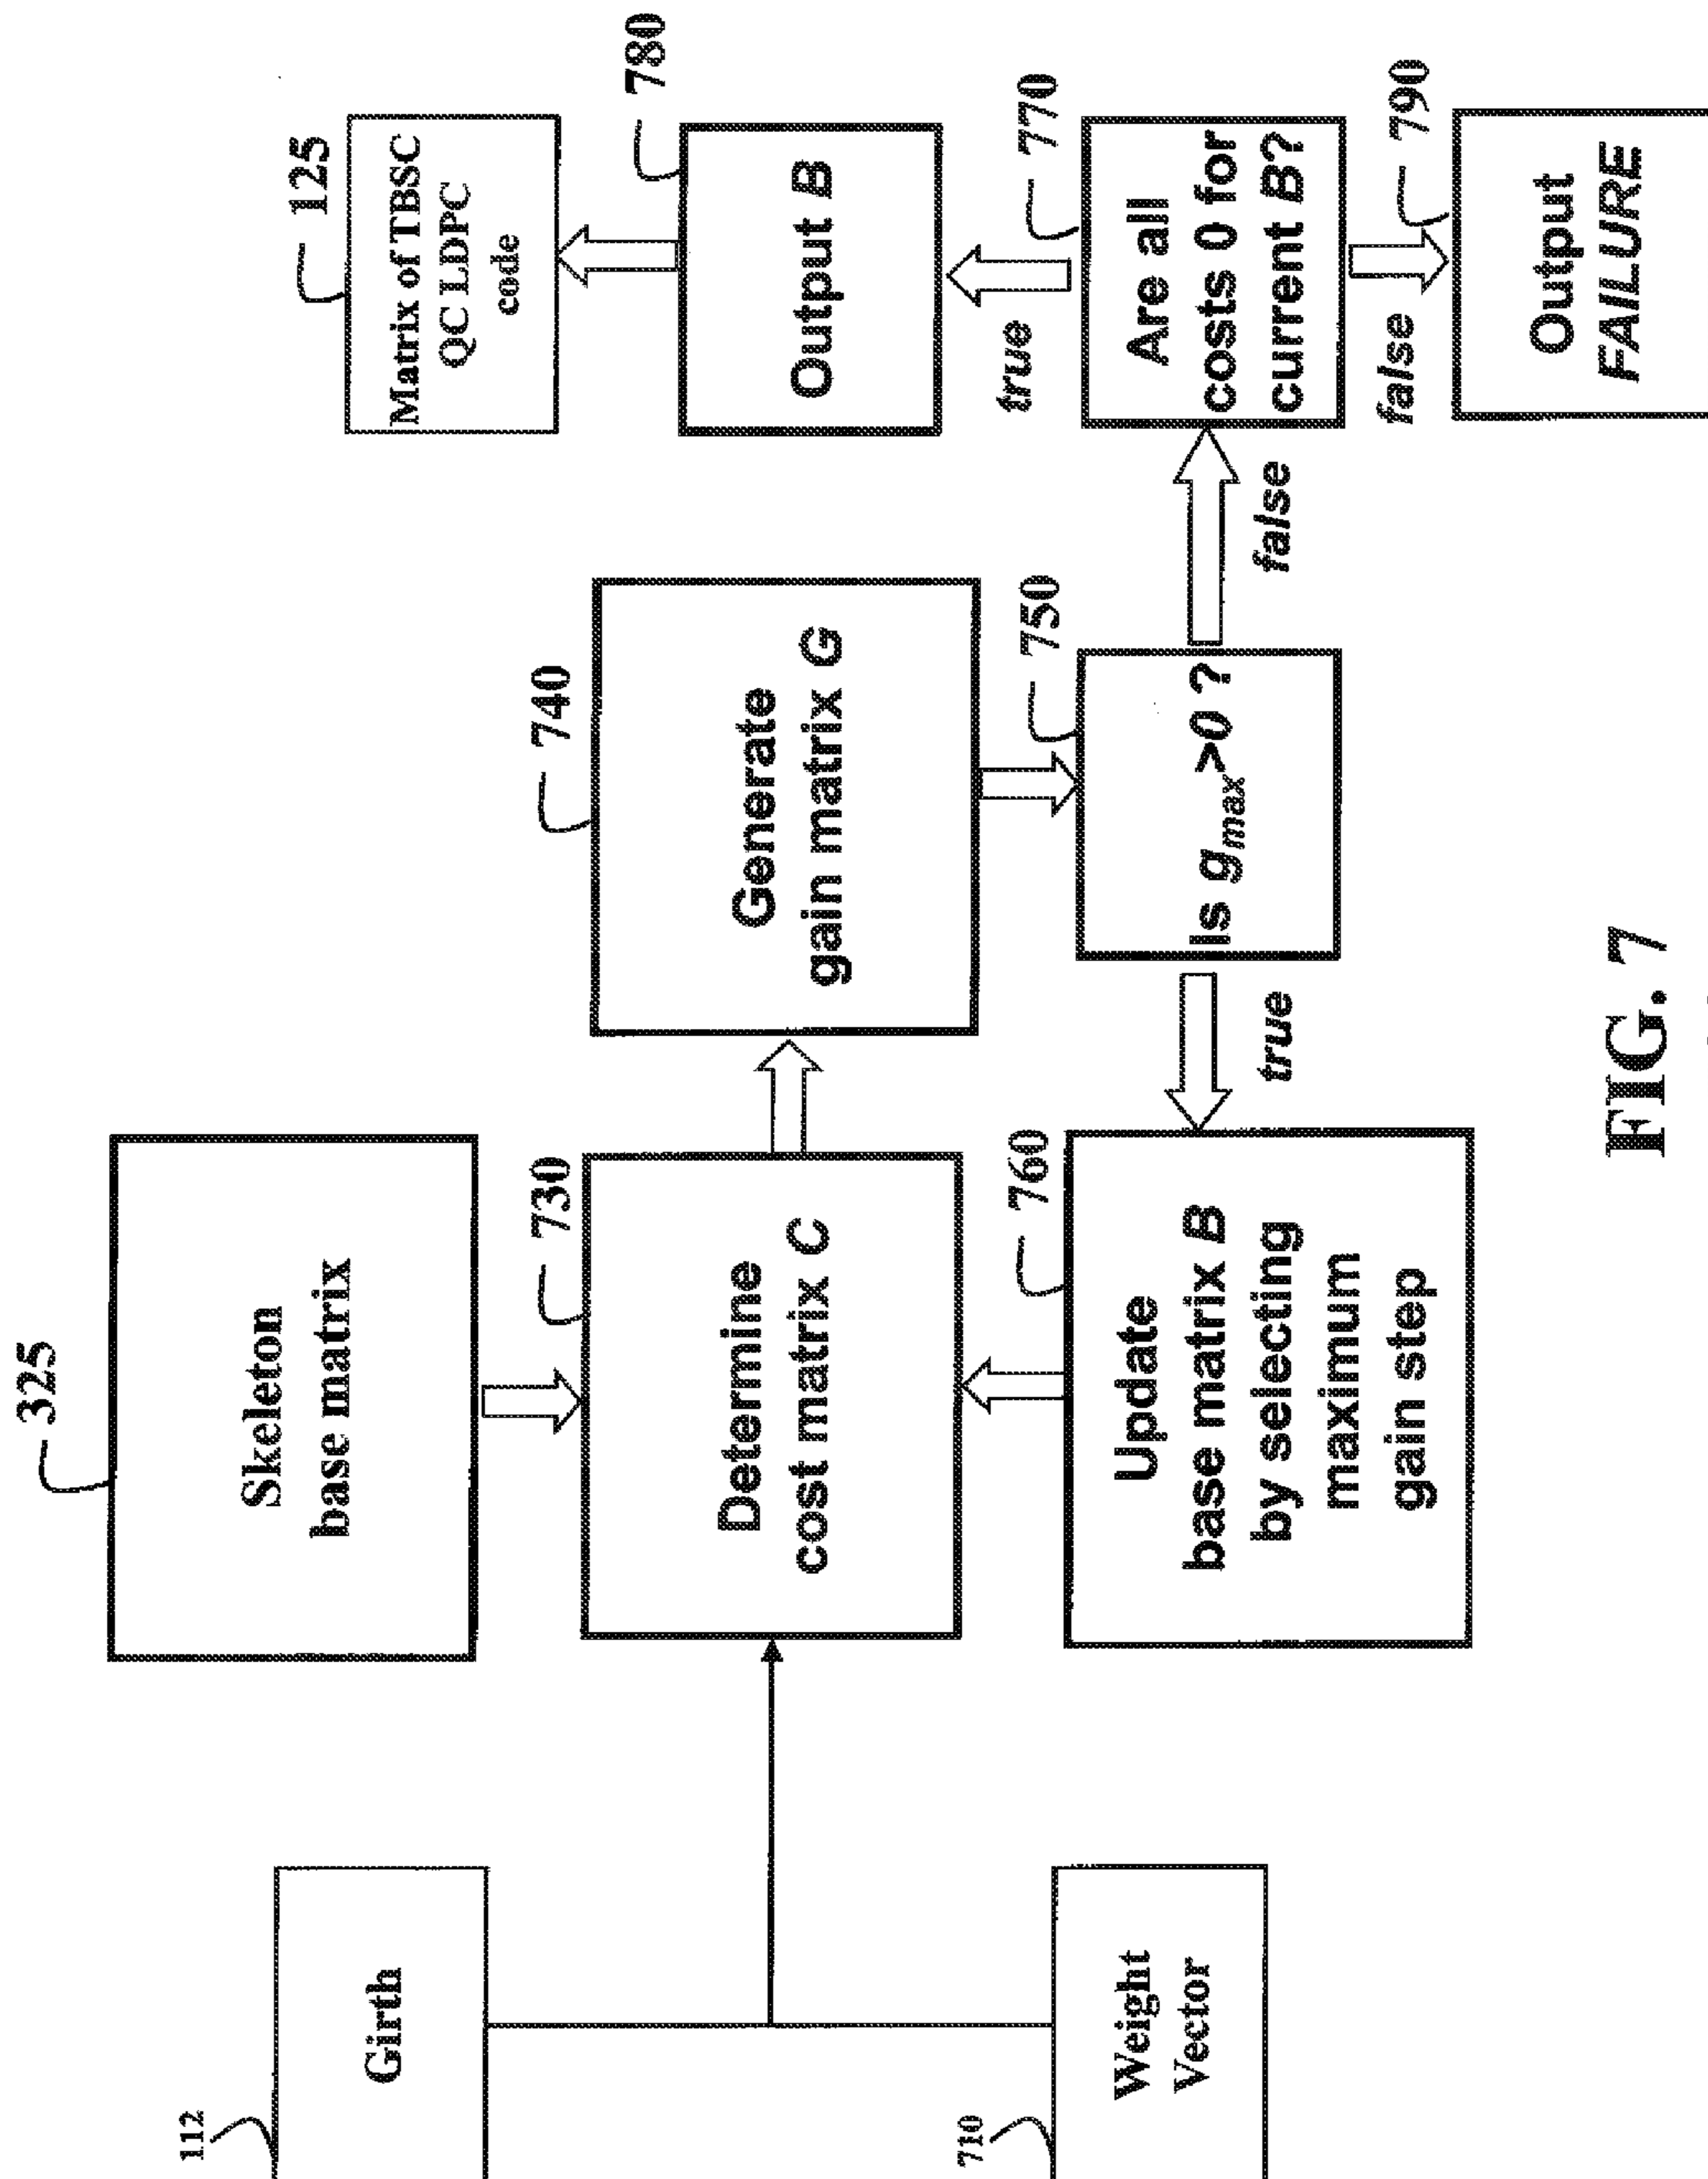 112
Girth
710
Weight
Vector
325
Skeleton
base matrix
730
Determine
cost matrix C
760
Update
base matrix B
by selecting
maximum
gain step
740
Generate
gain matrix G
750
Is gmax>0 ?
true
false
125
Matrix of TBSC
QC LDPC
code
780
Output B
true
770
Are all
costs 0 for
current B?
false
790
Output
FAILURE
FIG. 7